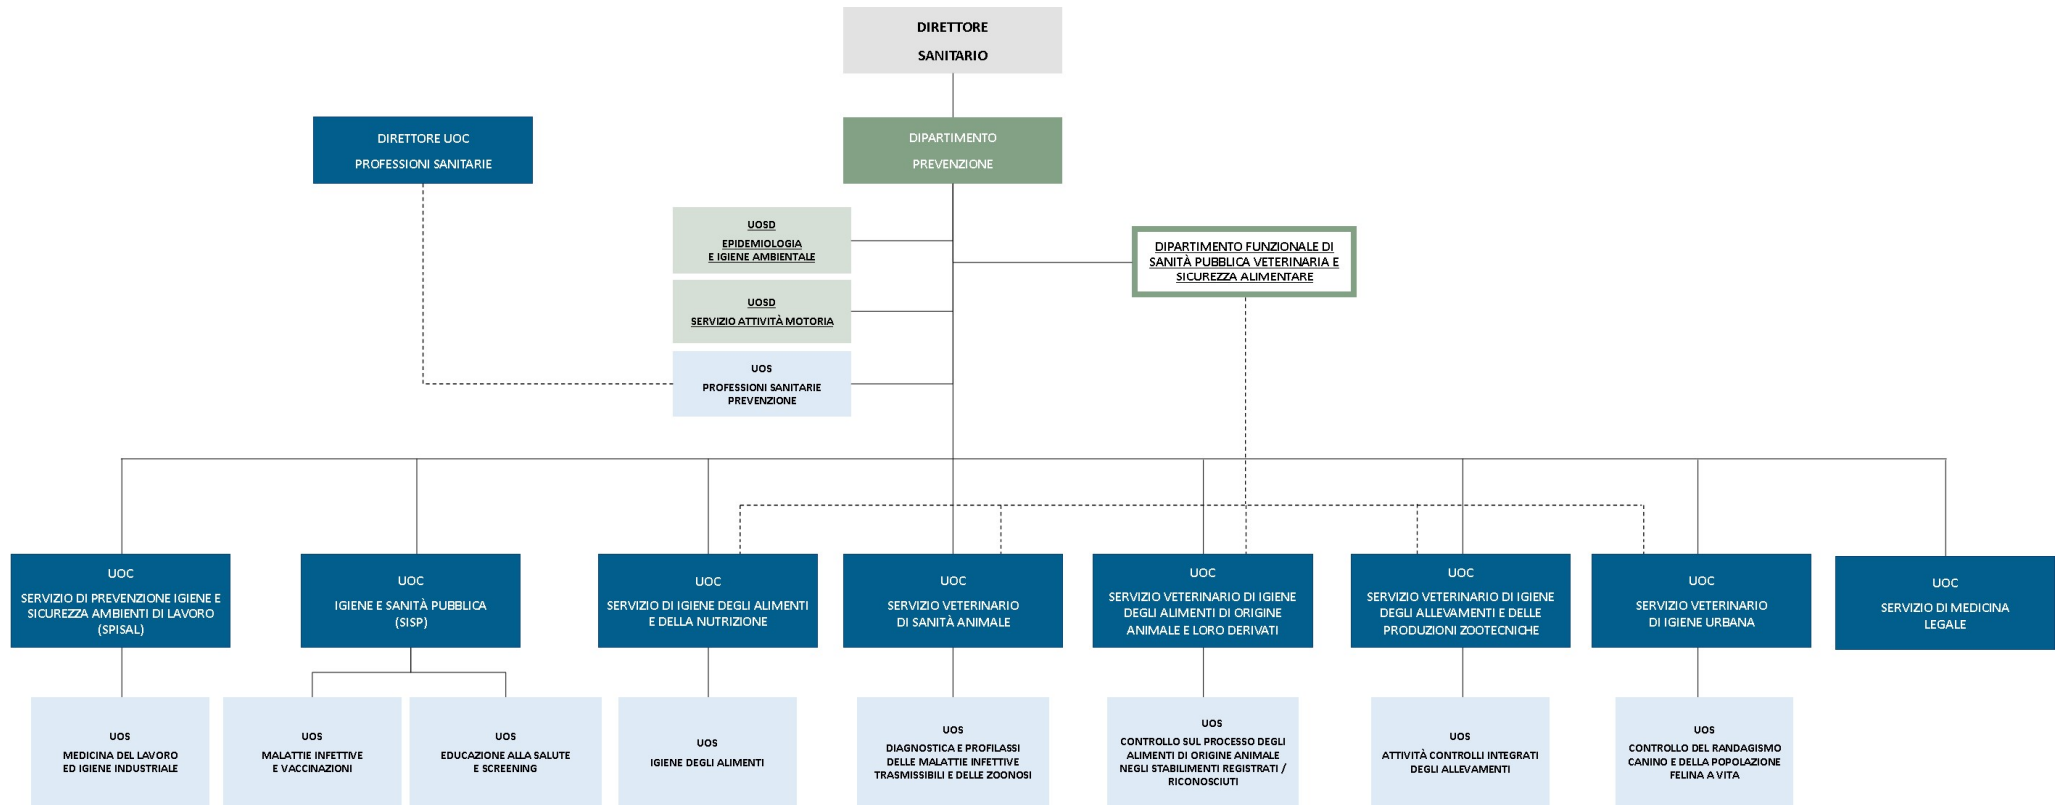 DIRETTORE
SANITARIO
DIRETTORE UOC
PROFESSIONI SANITARIE
DIPARTIMENTO
PREVENZIONE
UOSD
EPIDEMIOLOGIA
E IGIENE AMBIENTALE
DIPARTIMENTO FUNZIONALE DI
SANITÀ PUBBLICA VETERINARIA E
SICUREZZA ALIMENTARE
UOSD
SERVIZIO ATTIVITÀ MOTORIA
UOS
PROFESSIONI SANITARIE
PREVENZIONE
UOC
SERVIZIO DI PREVENZIONE IGIENE E
SICUREZZA AMBIENTI DI LAVORO
(SPISAL)
UOC
IGIENE E SANITÀ PUBBLICA
(SISP)
UOC
SERVIZIO DI IGIENE DEGLI ALIMENTI
E DELLA NUTRIZIONE
UOC
SERVIZIO VETERINARIO
DI SANITÀ ANIMALE
UOC
SERVIZIO VETERINARIO DI IGIENE
DEGLI ALIMENTI DI ORIGINE
ANIMALE E LORO DERIVATI
UOC
SERVIZIO VETERINARIO DI IGIENE
DEGLI ALLEVAMENTI E DELLE
PRODUZIONI ZOOTECNICHE
UOC
SERVIZIO VETERINARIO
DI IGIENE URBANA
UOC
SERVIZIO DI MEDICINA
LEGALE
UOS
MEDICINA DEL LAVORO
ED IGIENE INDUSTRIALE
UOS
MALATTIE INFETTIVE
E VACCINAZIONI
UOS
EDUCAZIONE ALLA SALUTE
E SCREENING
UOS
IGIENE DEGLI ALIMENTI
UOS
DIAGNOSTICA E PROFILASSI
DELLE MALATTIE INFETTIVE
TRASMISSIBILI E DELLE ZOONOSI
UOS
CONTROLLO SUL PROCESSO DEGLI
ALIMENTI DI ORIGINE ANIMALE
NEGLI STABILIMENTI REGISTRATI /
RICONOSCIUTI
UOS
ATTIVITÀ CONTROLLI INTEGRATI
DEGLI ALLEVAMENTI
UOS
CONTROLLO DEL RANDAGISMO
CANINO E DELLA POPOLAZIONE
FELINA A VITA